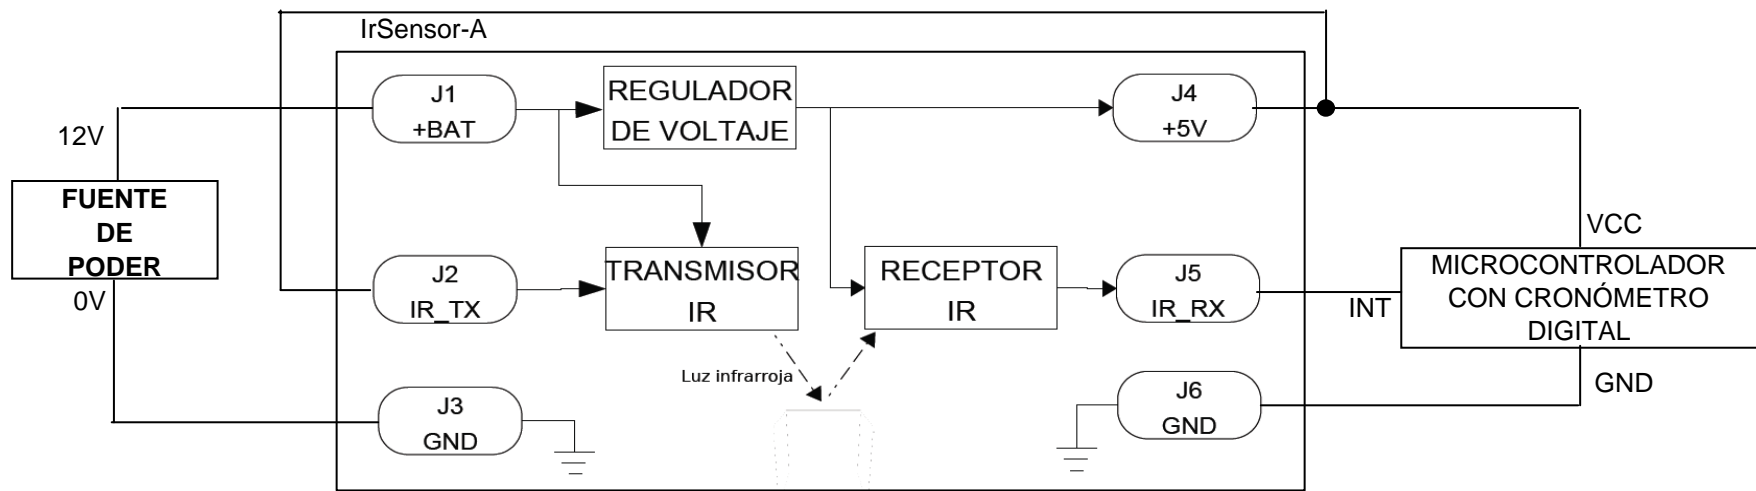 IrSensor-A
J1
+BAT
REGULADOR
DE VOLTAJE
J4
+5V
12V
FUENTE
DE
PODER
0V
VCC
J2
IR_TX
TRANSMISOR
IR
RECEPTOR
IR
J5
IR_RX
INT
MICROCONTROLADOR
CON CRONÓMETRO
DIGITAL
Luz infrarroja
J3
GND
J6
GND
GND